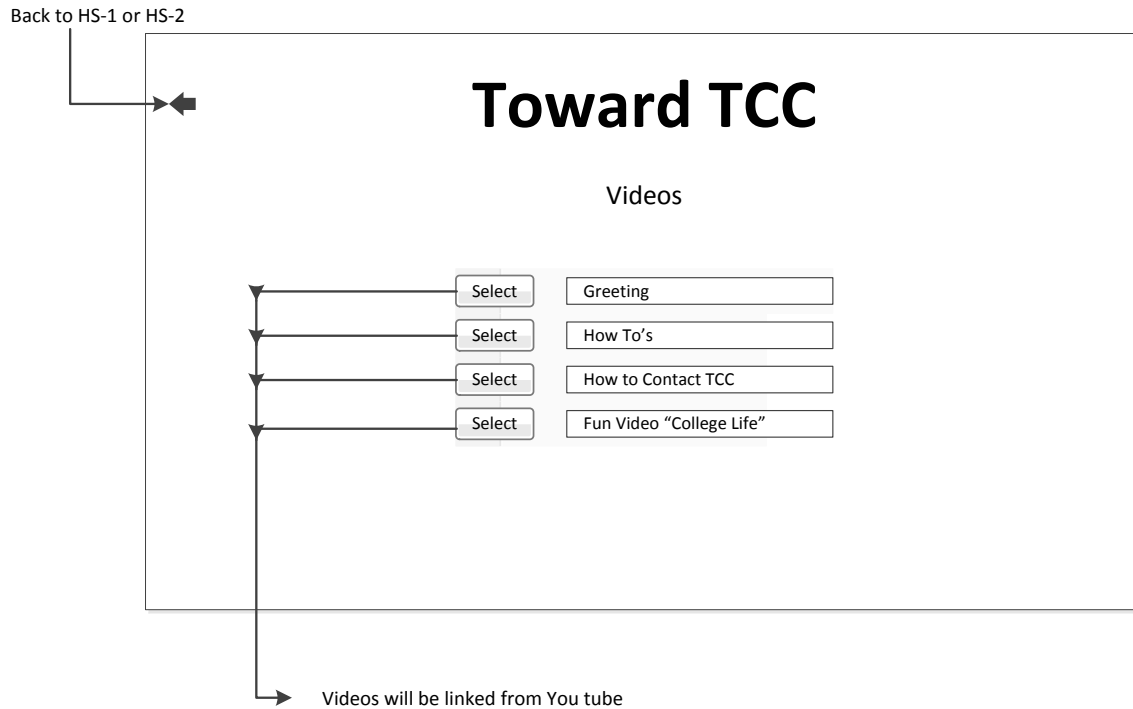 Back to HS-1 or HS-2
Toward TCC
Videos
Select Greeting
Select How To’s
Select How to Contact TCC
Select Fun Video “College Life”
Videos will be linked from You tube